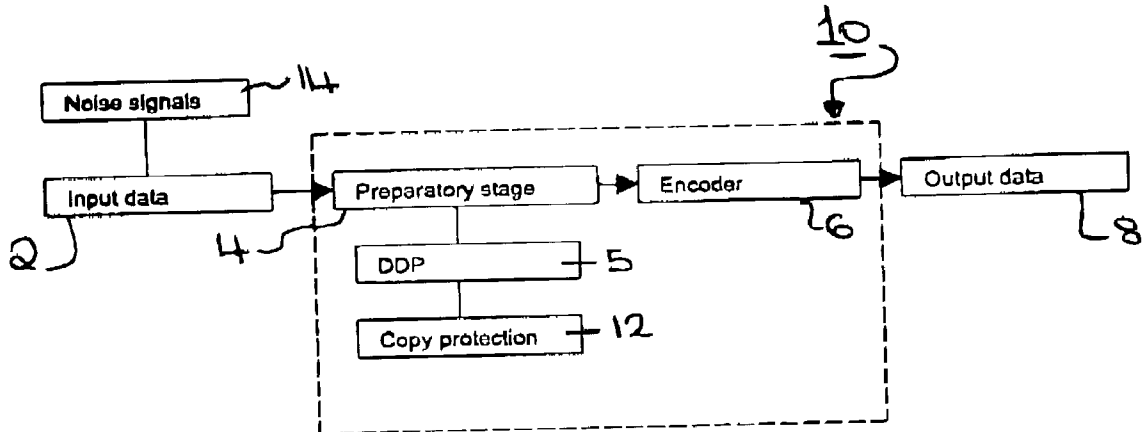 10
Noise signals 14
Input data
Preparatory stage
Encoder
Output data
2
4
6
8
DDP 5
Copy protection 12